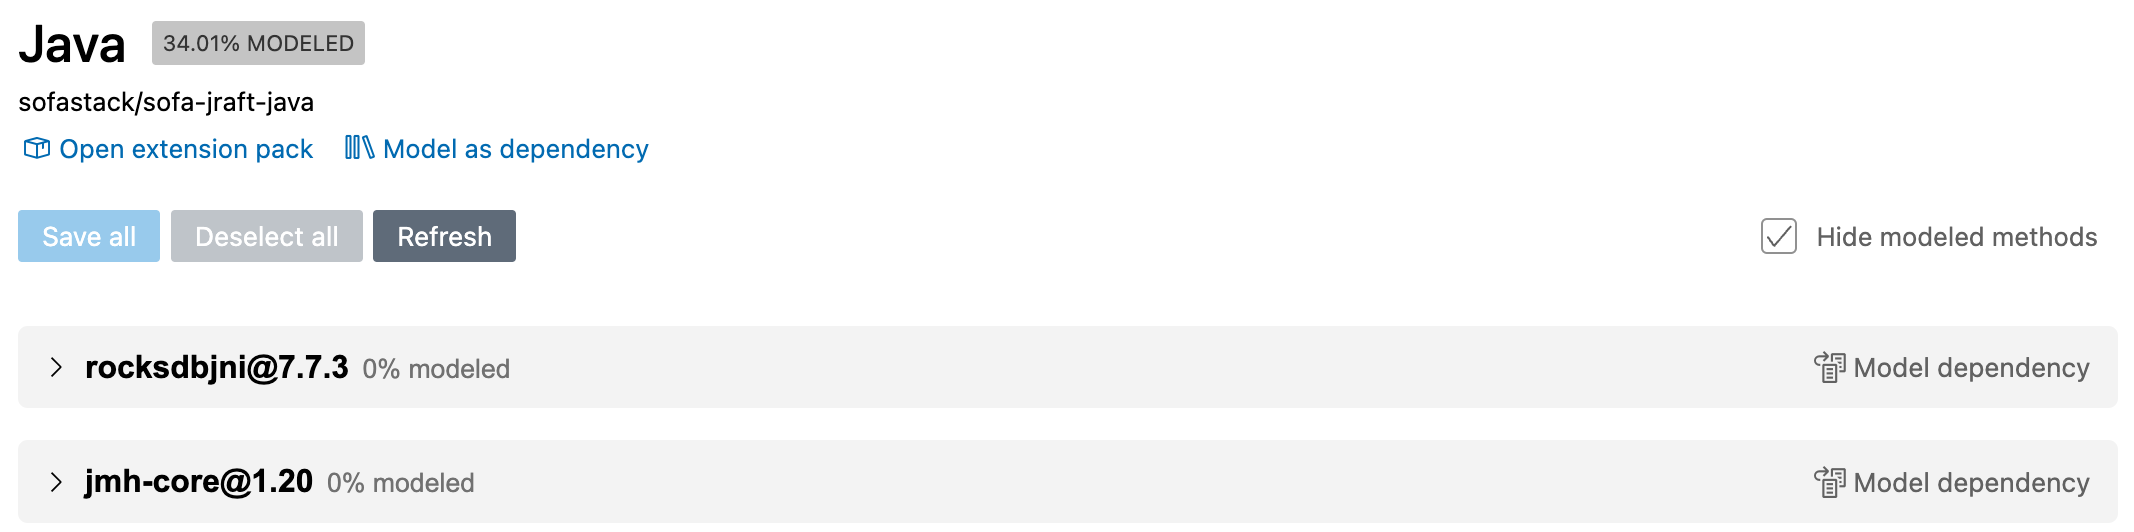 Java 34.01% MODELED
sofastack/sofa-jraft-java
Open extension pack Model as dependency
Save all Deselect all Refresh Hide modeled methods
rocksdbjni@7.7.3 0% modeled Model dependency
jmh-core@1.20 0% modeled Model dependency